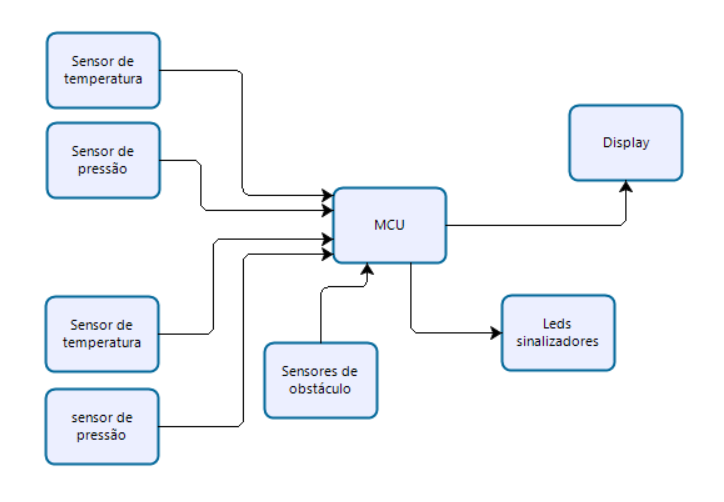 Sensor de
temperatura
Sensor de
pressão
Display
MCU
Sensor de
temperatura
Leds
sinalizadores
Sensores de
obstáculo
sensor de
pressão